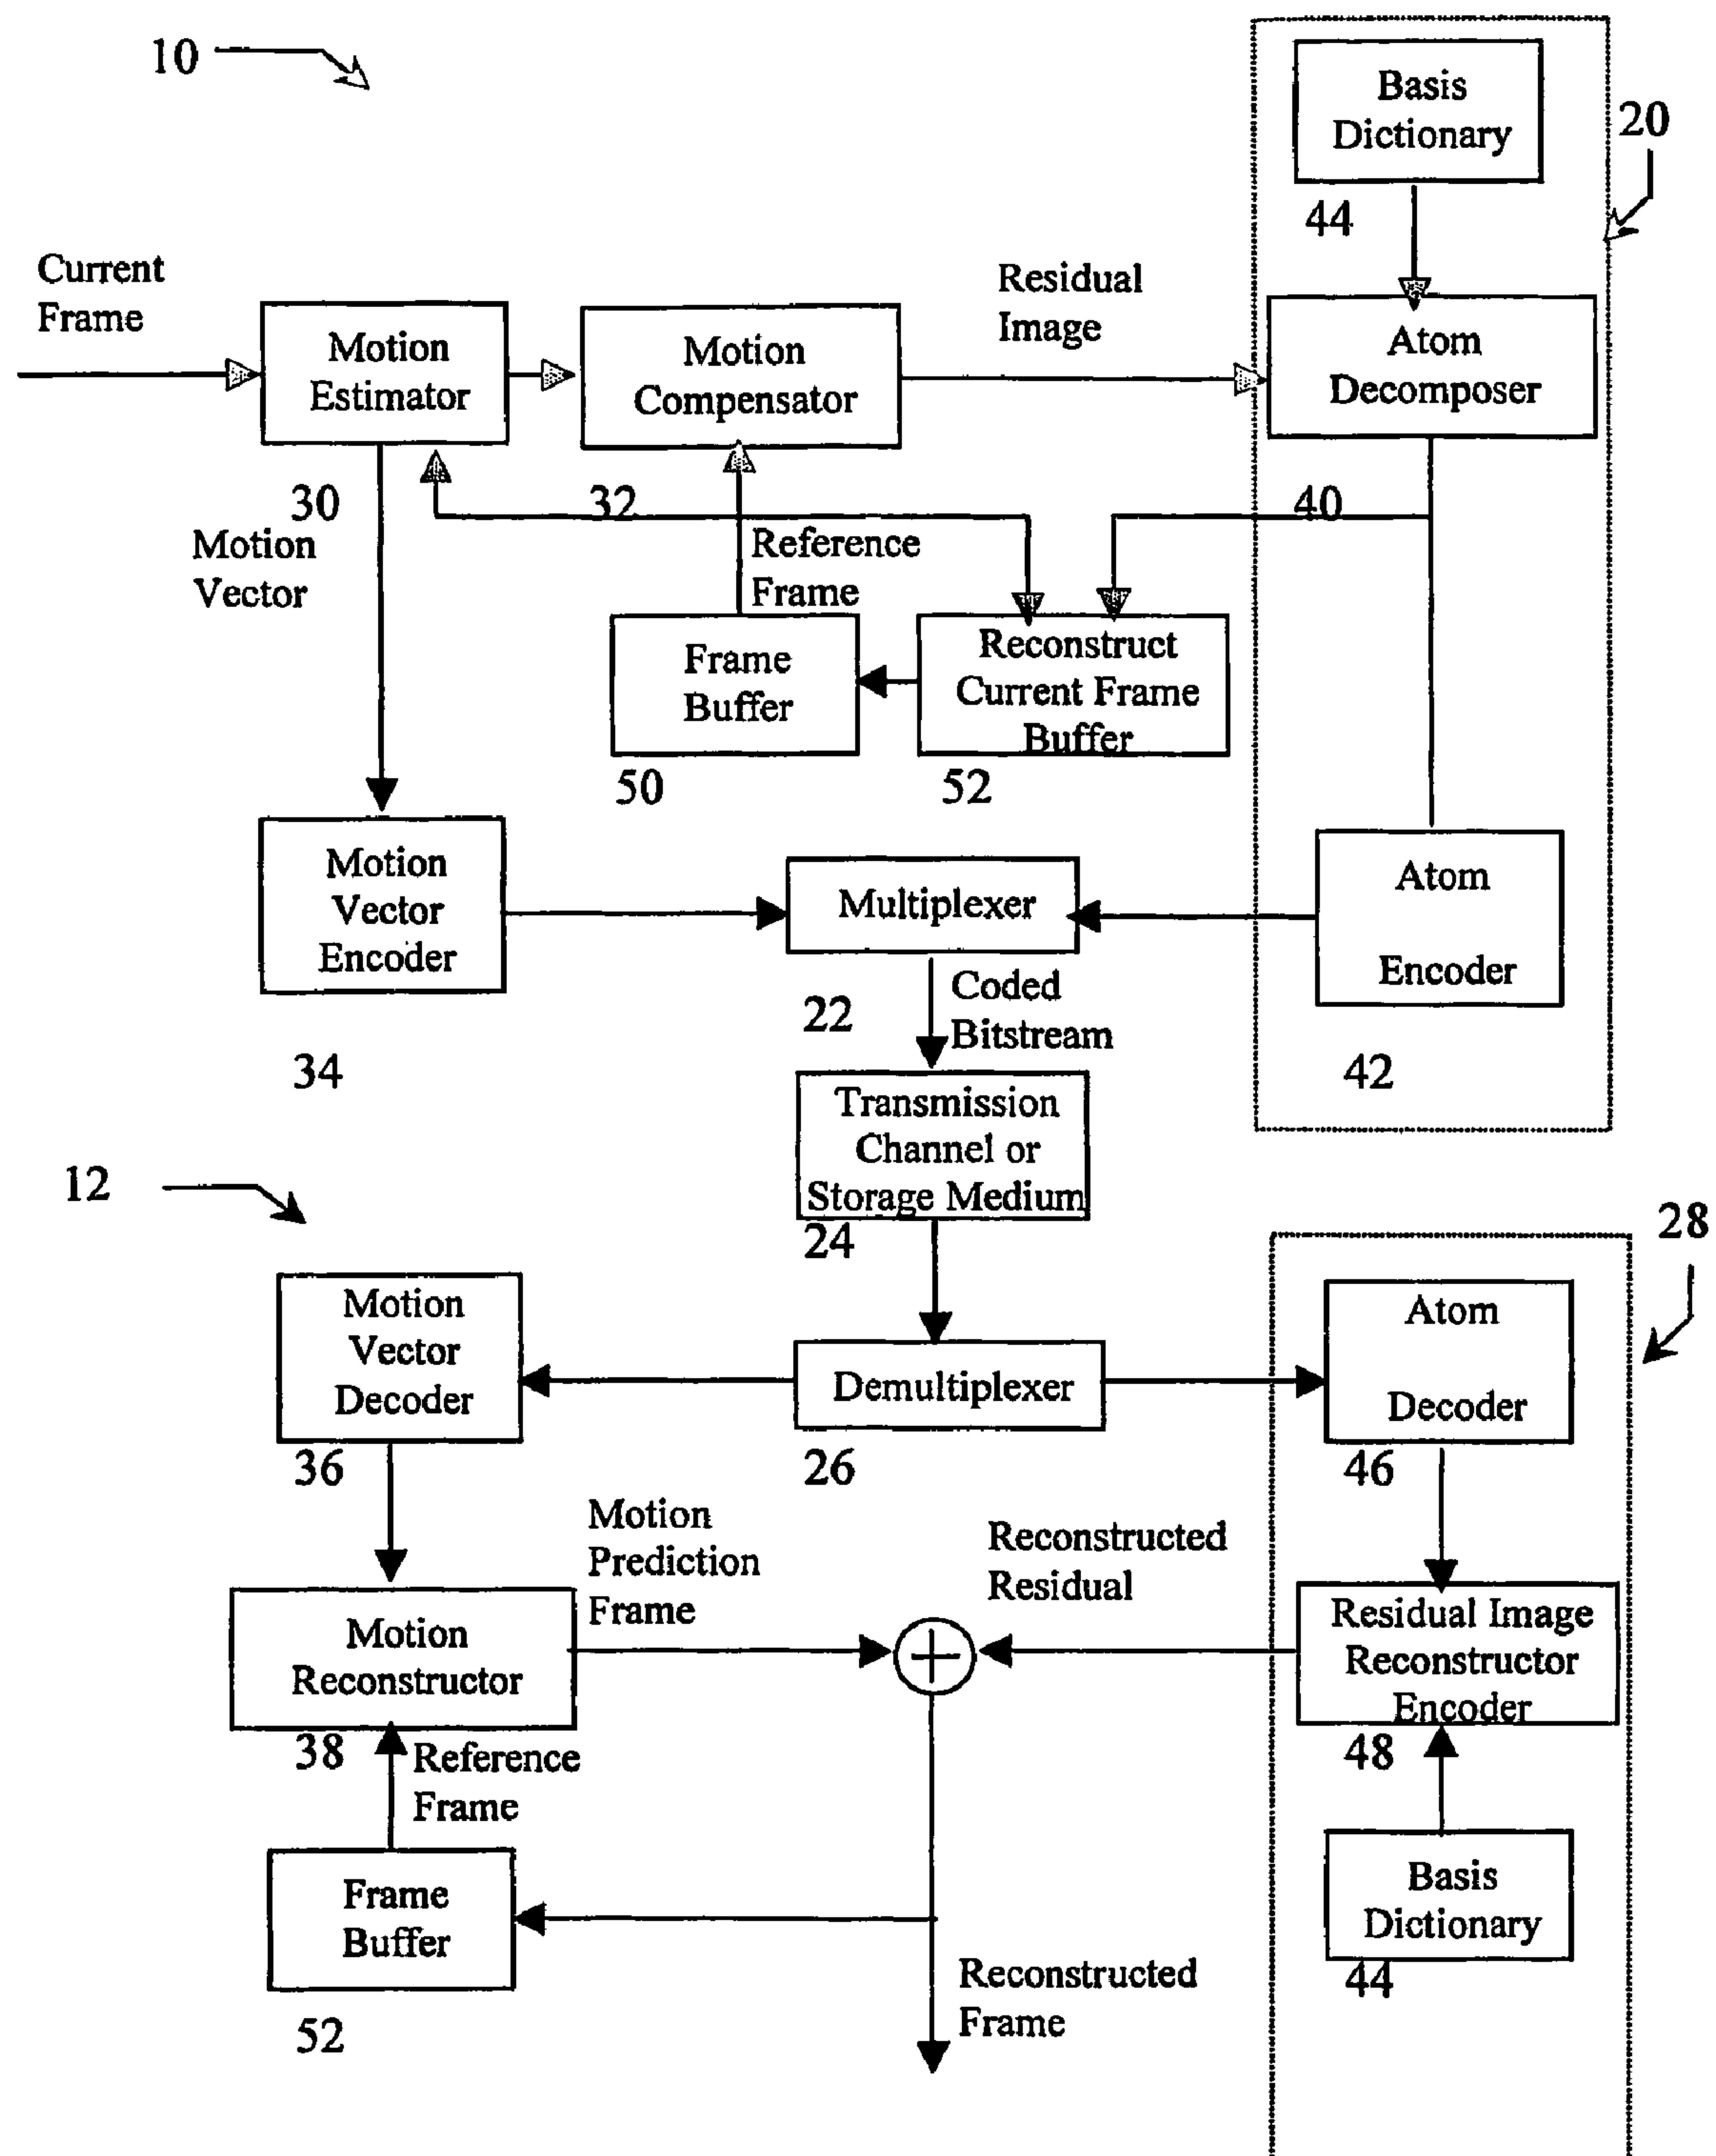 10
Basis
Dictionary
20
44
Current
Frame
Residual
Image
Motion
Estimator
Motion
Compensator
Atom
Decomposer
30
32
40
Motion
Vector
Reference
Frame
Frame
Buffer
Reconstruct
Current Frame
Buffer
50
52
Motion
Vector
Encoder
Multiplexer
Atom
Encoder
22
Coded
Bitstream
34
42
Transmission
Channel or
Storage Medium
12
24
28
Motion
Vector
Decoder
Demultiplexer
Atom
Decoder
36
26
46
Motion
Prediction
Frame
Reconstructed
Residual
Motion
Reconstructor
Residual Image
Reconstructor
Encoder
38
Reference
Frame
48
Frame
Buffer
Basis
Dictionary
44
Reconstructed
Frame
52